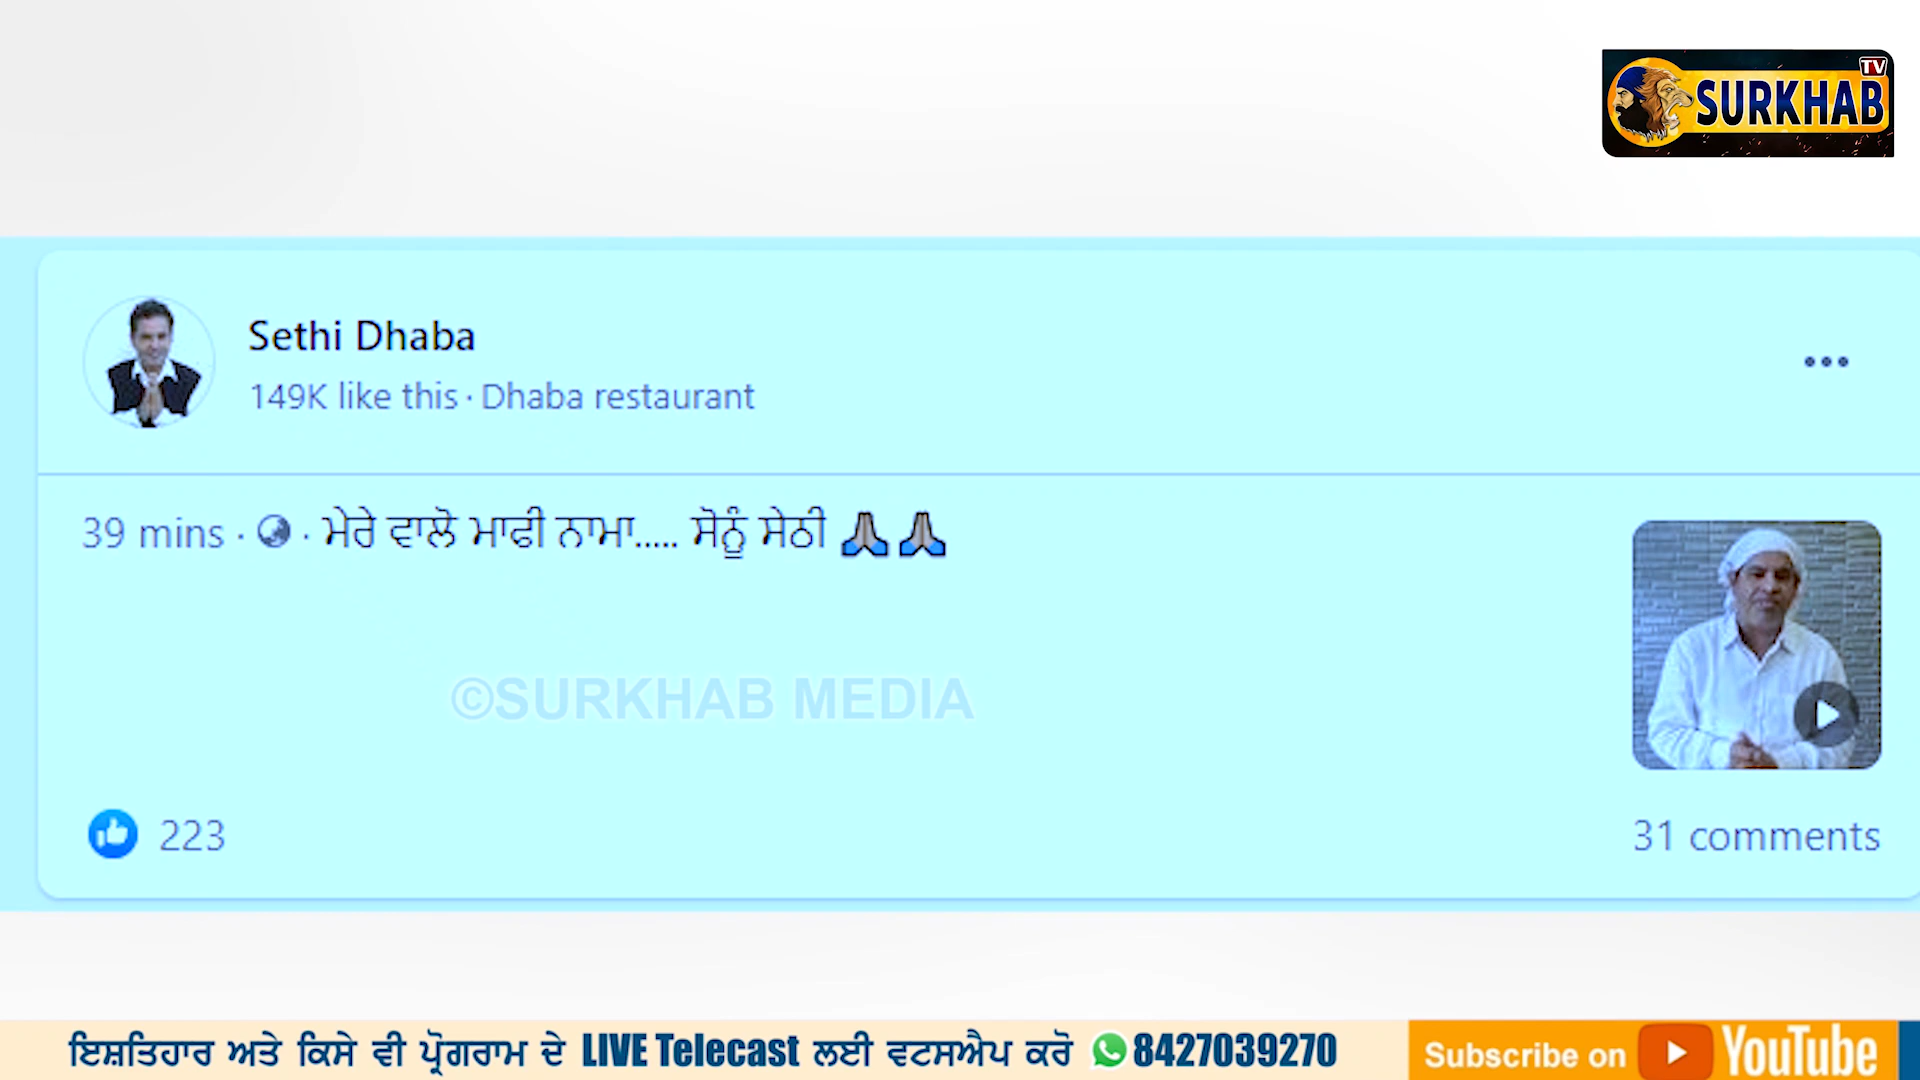 TV
SURKHAB
Sethi Dhaba
149K like this · Dhaba restaurant
39 mins · · ਮੇਰੇ ਵਾਲੋ ਮਾਫੀ ਨਾਮਾ..... ਸੋਨੂੰ ਸੇਠੀ 🙏🙏
©SURKHAB MEDIA
223
31 comments
ਇਸ਼ਤਿਹਾਰ ਅਤੇ ਕਿਸੇ ਵੀ ਪ੍ਰੋਗਰਾਮ ਦੇ LIVE Telecast ਲਈ ਵਟਸਐਪ ਕਰੋ 8427039270
Subscribe on YouTube